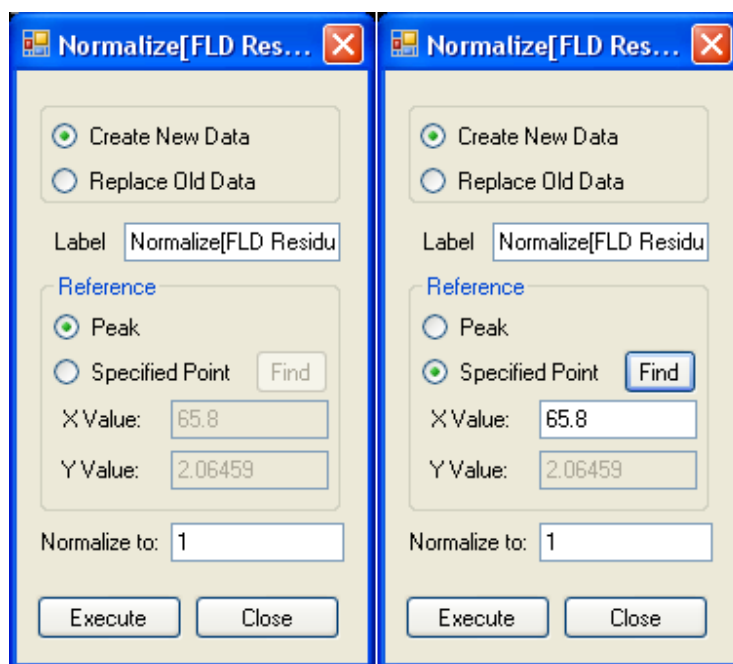 Normalize[FLD Res...
Create New Data
Replace Old Data
Label Normalize[FLD Residu
Reference
Peak
Specified Point Find
X Value: 65.8
Y Value: 2.06459
Normalize to: 1
Execute Close
Normalize[FLD Res...
Create New Data
Replace Old Data
Label Normalize[FLD Residu
Reference
Peak
Specified Point Find
X Value: 65.8
Y Value: 2.06459
Normalize to: 1
Execute Close